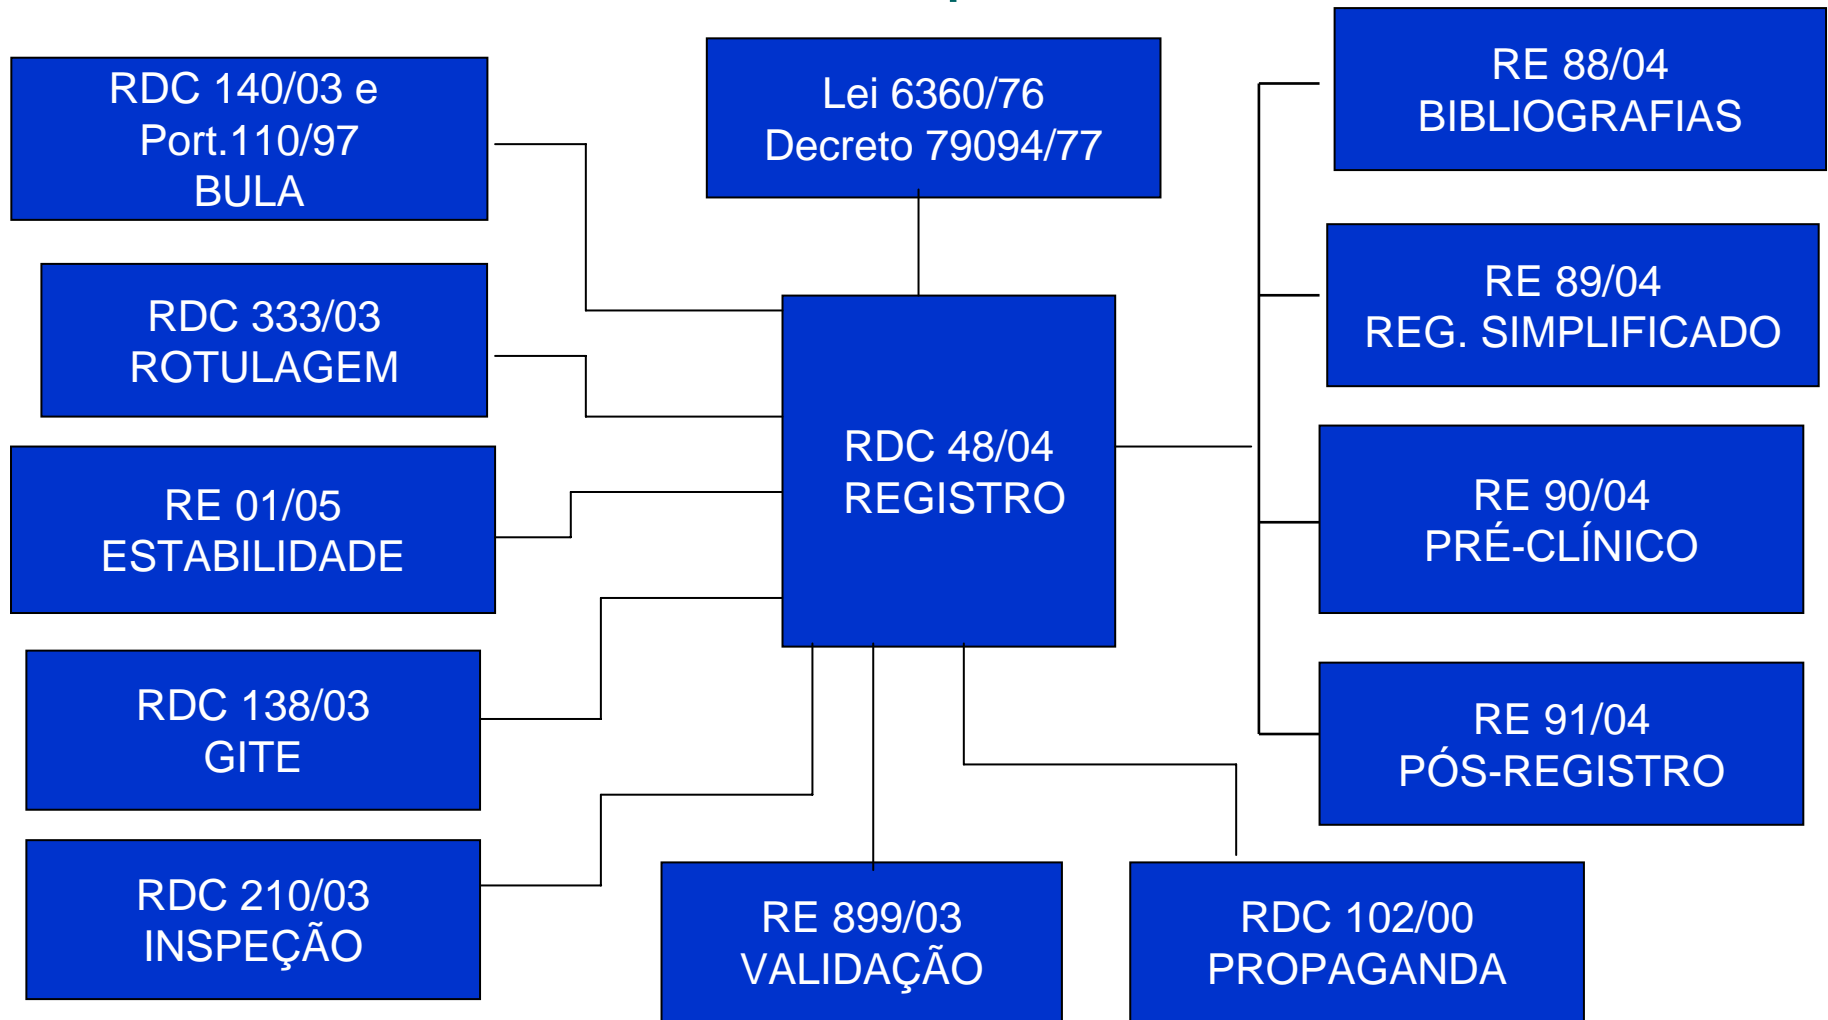 RDC 140/03 e
Port.110/97
BULA
Lei 6360/76
Decreto 79094/77
RE 88/04
BIBLIOGRAFIAS
RDC 333/03
ROTULAGEM
RE 89/04
REG. SIMPLIFICADO
RDC 48/04
REGISTRO
RE 01/05
ESTABILIDADE
RE 90/04
PRÉ-CLÍNICO
RDC 138/03
GITE
RE 91/04
PÓS-REGISTRO
RDC 210/03
INSPEÇÃO
RE 899/03
VALIDAÇÃO
RDC 102/00
PROPAGANDA